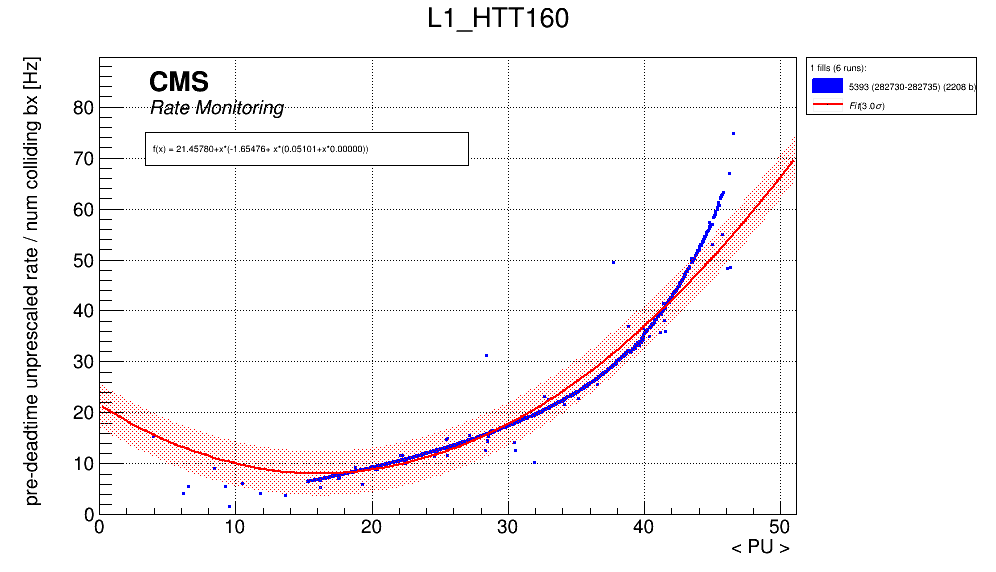 L1_HTT160
pre-deadtime unprescaled rate / num colliding bx [Hz]
CMS
Rate Monitoring
f(x) = 21.45780+x*(-1.65476+ x*(0.05101+x*0.00000))
1 fills (6 runs):
5393 (282730-282735) (2208 b)
Fit(3.0σ)
80
70
60
50
40
30
20
10
0
0 10 20 30 40 50
< PU >